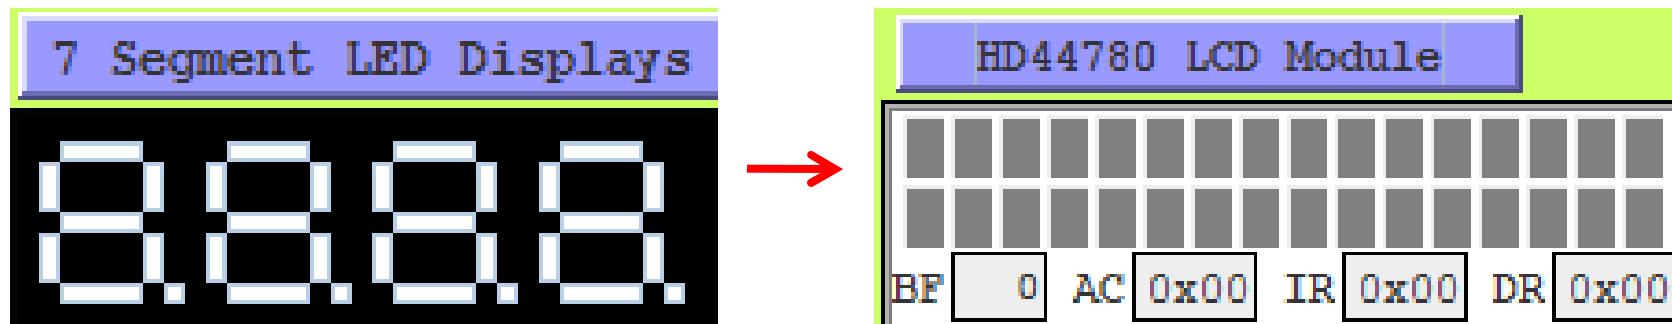 7 Segment LED Displays
HD44780 LCD Module
BF 0 AC 0x00 IR 0x00 DR 0x00